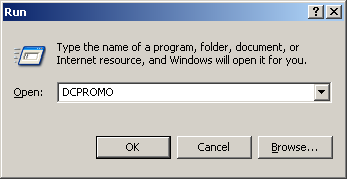 Run
Type the name of a program, folder, document, or
Internet resource, and Windows will open it for you.
Open: DCPROMO
OK Cancel Browse...